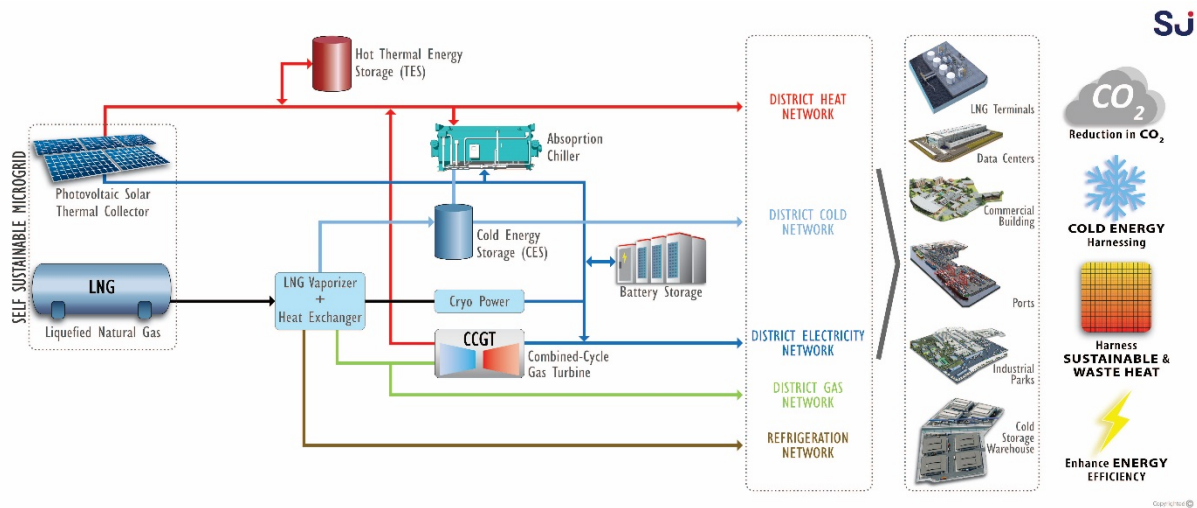 SJ
SELF SUSTAINABLE MICROGRID
Photovoltaic Solar
Thermal Collector
LNG
Liquefied Natural Gas
Hot Thermal Energy
Storage (TES)
Absoprtion
Chiller
Cold Energy
Storage (CES)
LNG Vaporizer
+
Heat Exchanger
Cryo Power
Battery Storage
CCGT
Combined-Cycle
Gas Turbine
DISTRICT HEAT
NETWORK
DISTRICT COLD
NETWORK
DISTRICT ELECTRICITY
NETWORK
DISTRICT GAS
NETWORK
REFRIGERATION
NETWORK
LNG Terminals
Data Centers
Commercial
Building
Ports
Industrial
Parks
Cold
Storage
Warehouse
CO2
Reduction in CO2
COLD ENERGY
Harnessing
Harness
SUSTAINABLE &
WASTE HEAT
Enhance ENERGY
EFFICIENCY
Copyrighted ©